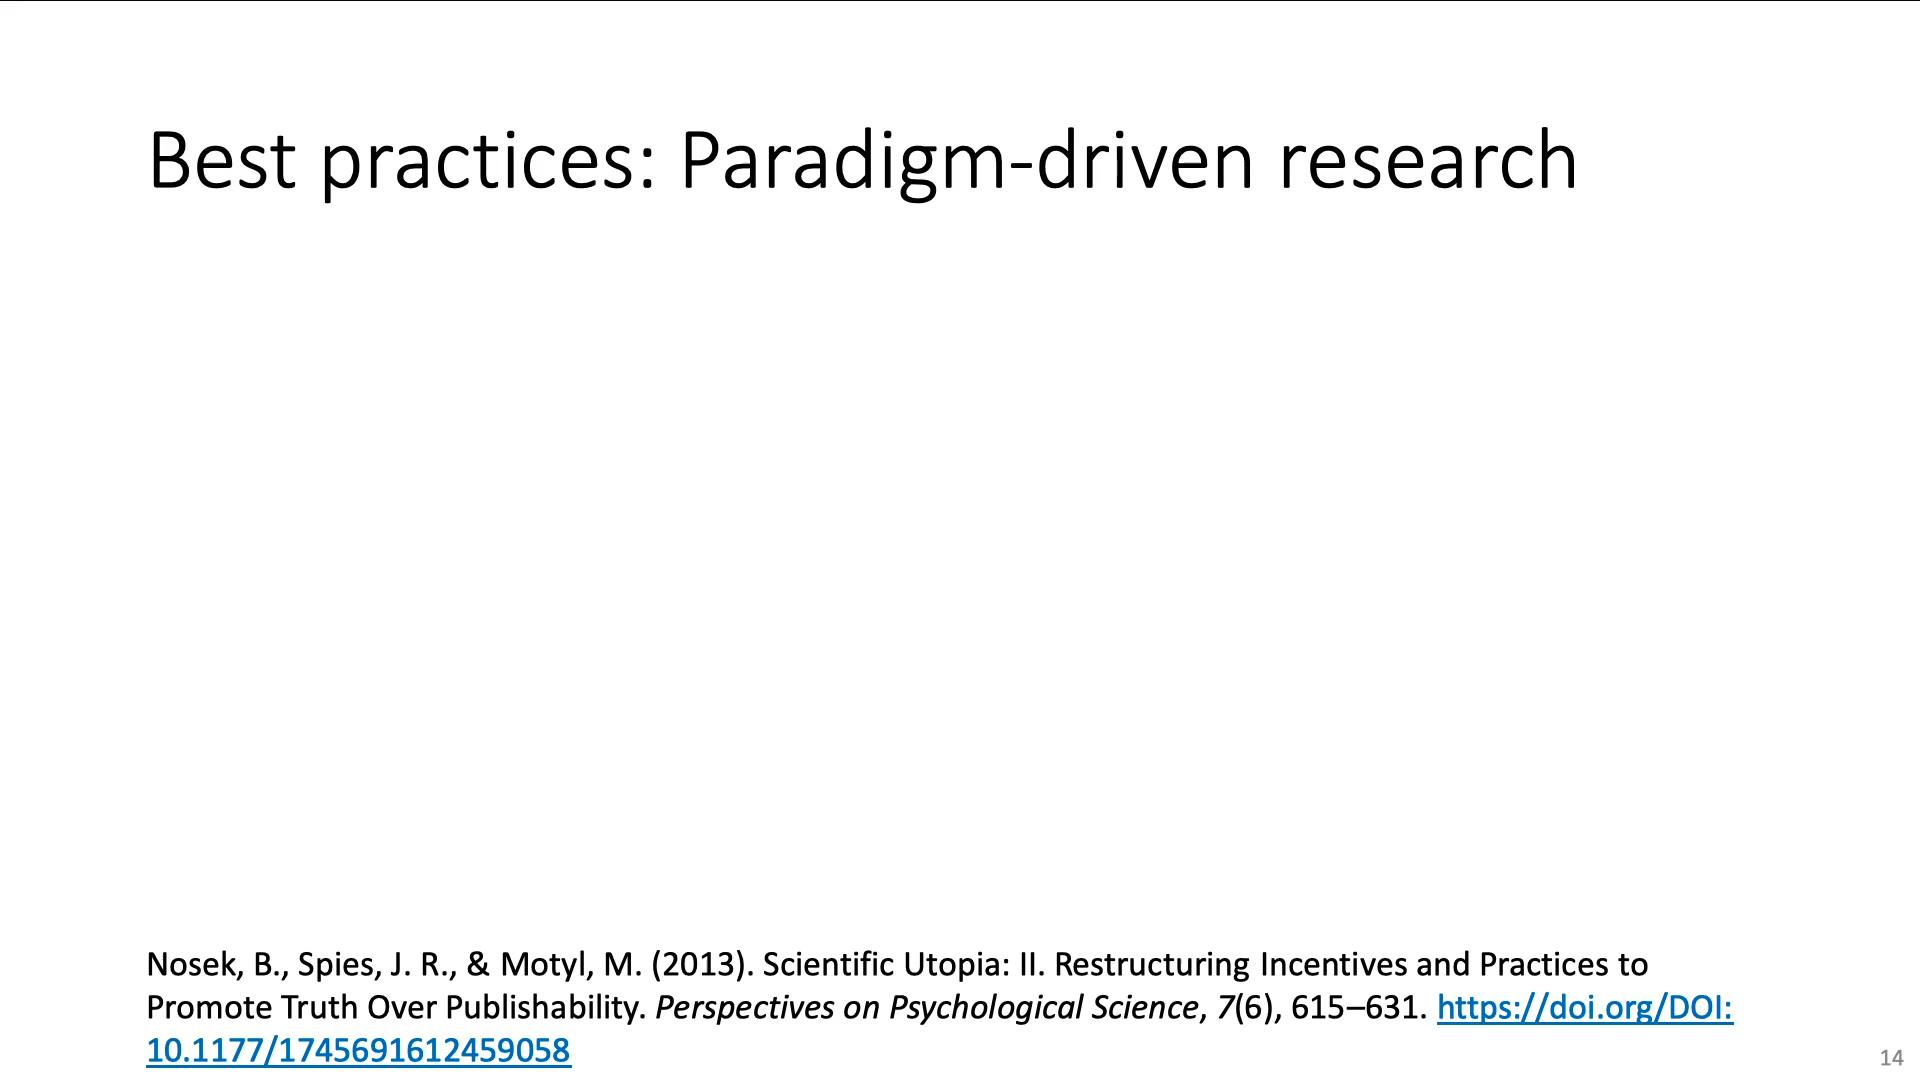 Best practices: Paradigm-driven research
Nosek, B., Spies, J. R., & Motyl, M. (2013). Scientific Utopia: II. Restructuring Incentives and Practices to
Promote Truth Over Publishability. Perspectives on Psychological Science, 7(6), 615–631. https://doi.org/DOI:
10.1177/1745691612459058
14